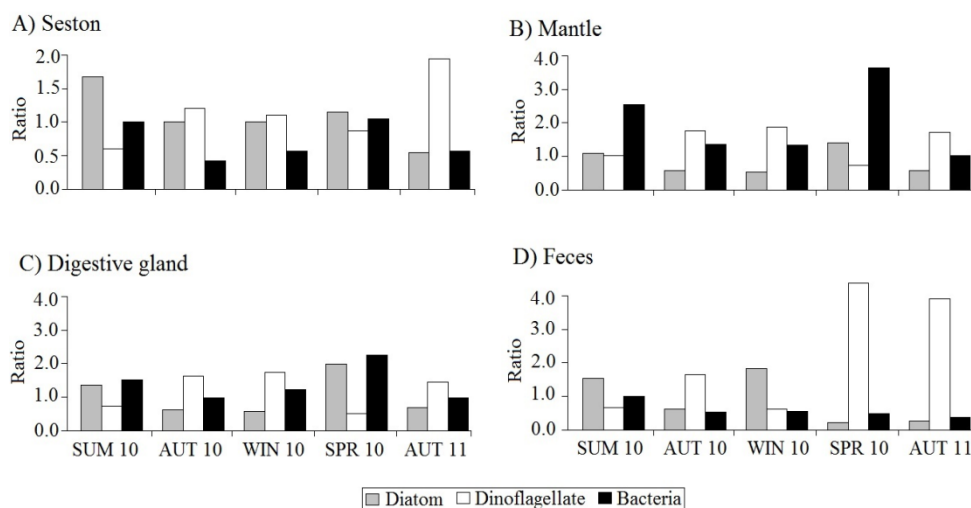 A) Seston
Ratio
2.0
1.5
1.0
0.5
0.0
B) Mantle
Ratio
4.0
3.0
2.0
1.0
0.0
C) Digestive gland
Ratio
4.0
3.0
2.0
1.0
0.0
SUM 10 AUT 10 WIN 10 SPR 10 AUT 11
D) Feces
Ratio
4.0
3.0
2.0
1.0
0.0
SUM 10 AUT 10 WIN 10 SPR 10 AUT 11
Diatom Dinoflagellate Bacteria